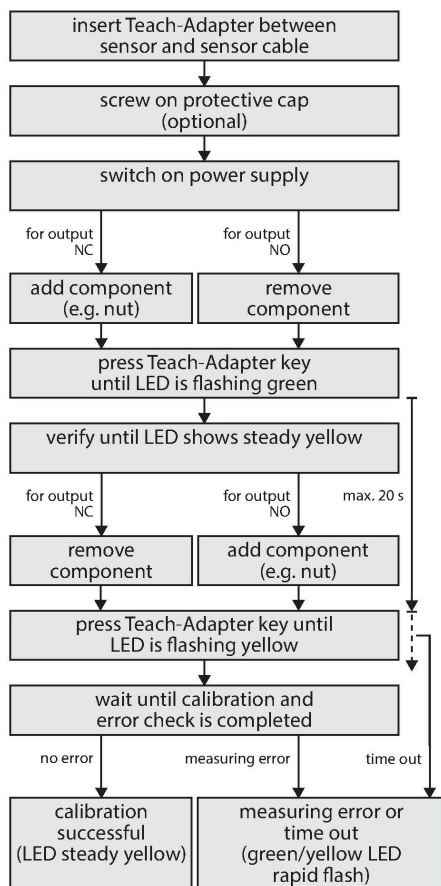 insert Teach-Adapter between
sensor and sensor cable
screw on protective cap
(optional)
switch on power supply
for output
NC
for output
NO
add component
(e.g. nut)
remove
component
press Teach-Adapter key
until LED is flashing green
verify until LED shows steady yellow
for output
NC
for output
NO
max. 20 s
remove
component
add component
(e.g. nut)
press Teach-Adapter key until
LED is flashing yellow
wait until calibration and
error check is completed
no error
measuring error
time out
calibration
successful
(LED steady yellow)
measuring error or
time out
(green/yellow LED
rapid flash)